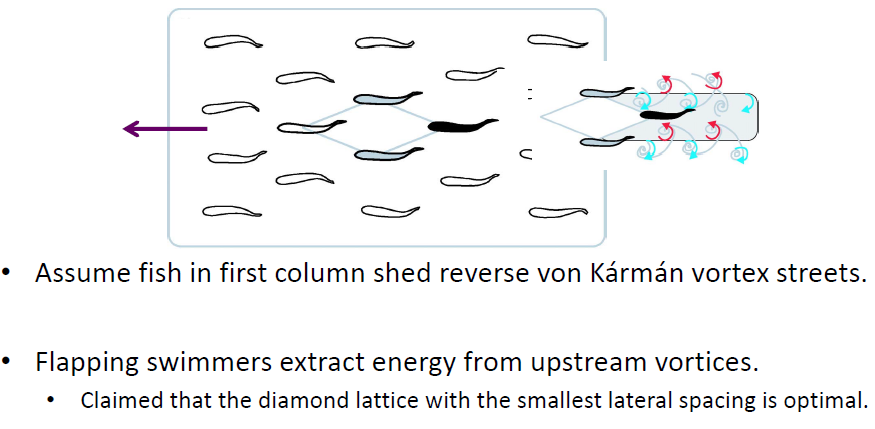 • Assume fish in first column shed reverse von Kármán vortex streets.
• Flapping swimmers extract energy from upstream vortices.
• Claimed that the diamond lattice with the smallest lateral spacing is optimal.